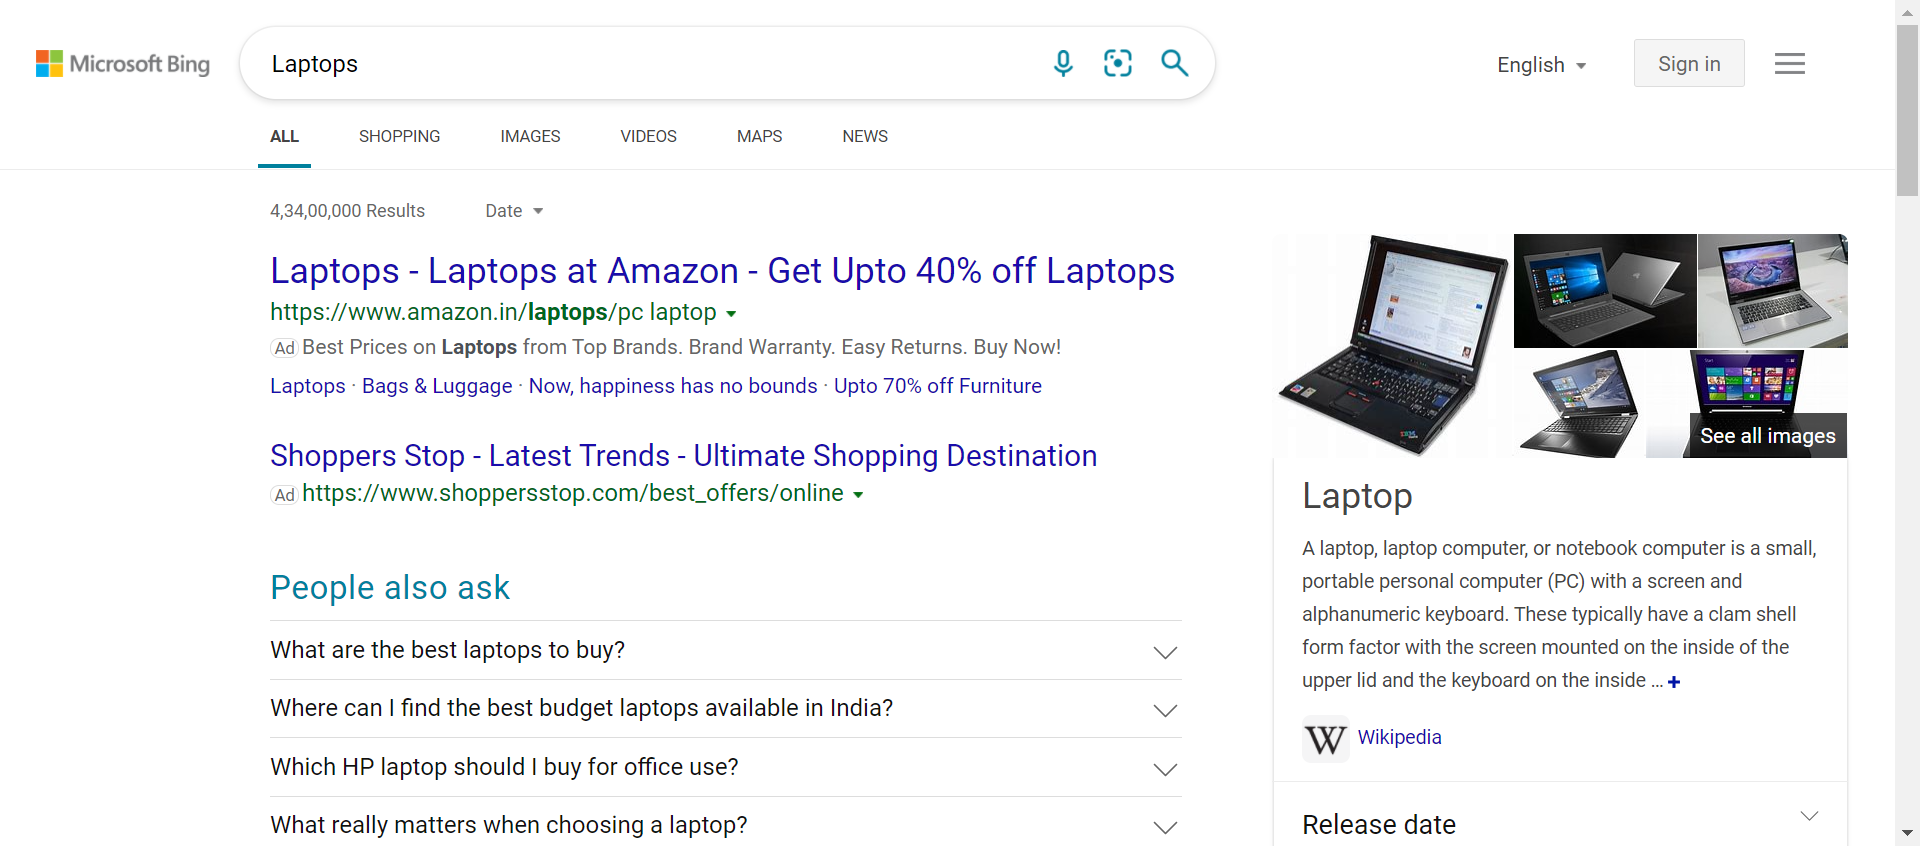 Microsoft Bing
Laptops
English
Sign in
ALL
SHOPPING
IMAGES
VIDEOS
MAPS
NEWS
4,34,00,000 Results
Date
Laptops - Laptops at Amazon - Get Upto 40% off Laptops
https://www.amazon.in/laptops/pc laptop
Ad Best Prices on Laptops from Top Brands. Brand Warranty. Easy Returns. Buy Now!
Laptops · Bags & Luggage · Now, happiness has no bounds · Upto 70% off Furniture
Shoppers Stop - Latest Trends - Ultimate Shopping Destination
Ad https://www.shoppersstop.com/best_offers/online
People also ask
What are the best laptops to buy?
Where can I find the best budget laptops available in India?
Which HP laptop should I buy for office use?
What really matters when choosing a laptop?
IBM
See all images
Laptop
A laptop, laptop computer, or notebook computer is a small,
portable personal computer (PC) with a screen and
alphanumeric keyboard. These typically have a clam shell
form factor with the screen mounted on the inside of the
upper lid and the keyboard on the inside ... +
W Wikipedia
Release date